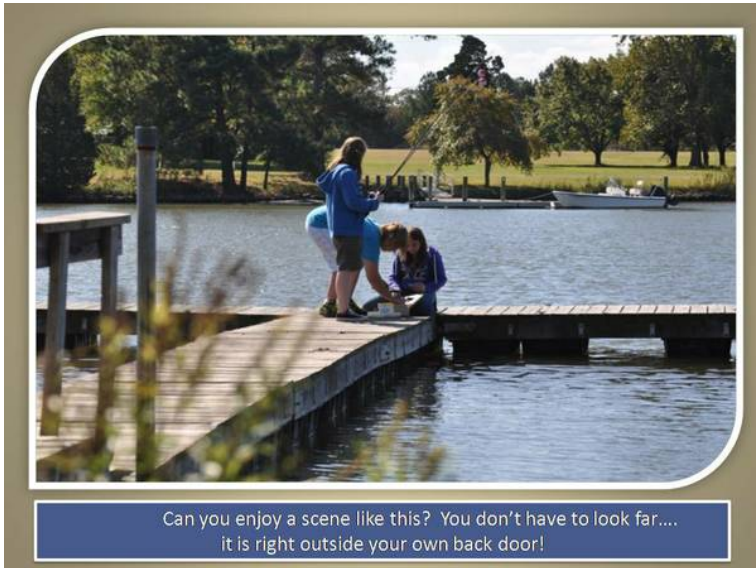 Can you enjoy a scene like this?  You don't have to look far....
it is right outside your own back door!